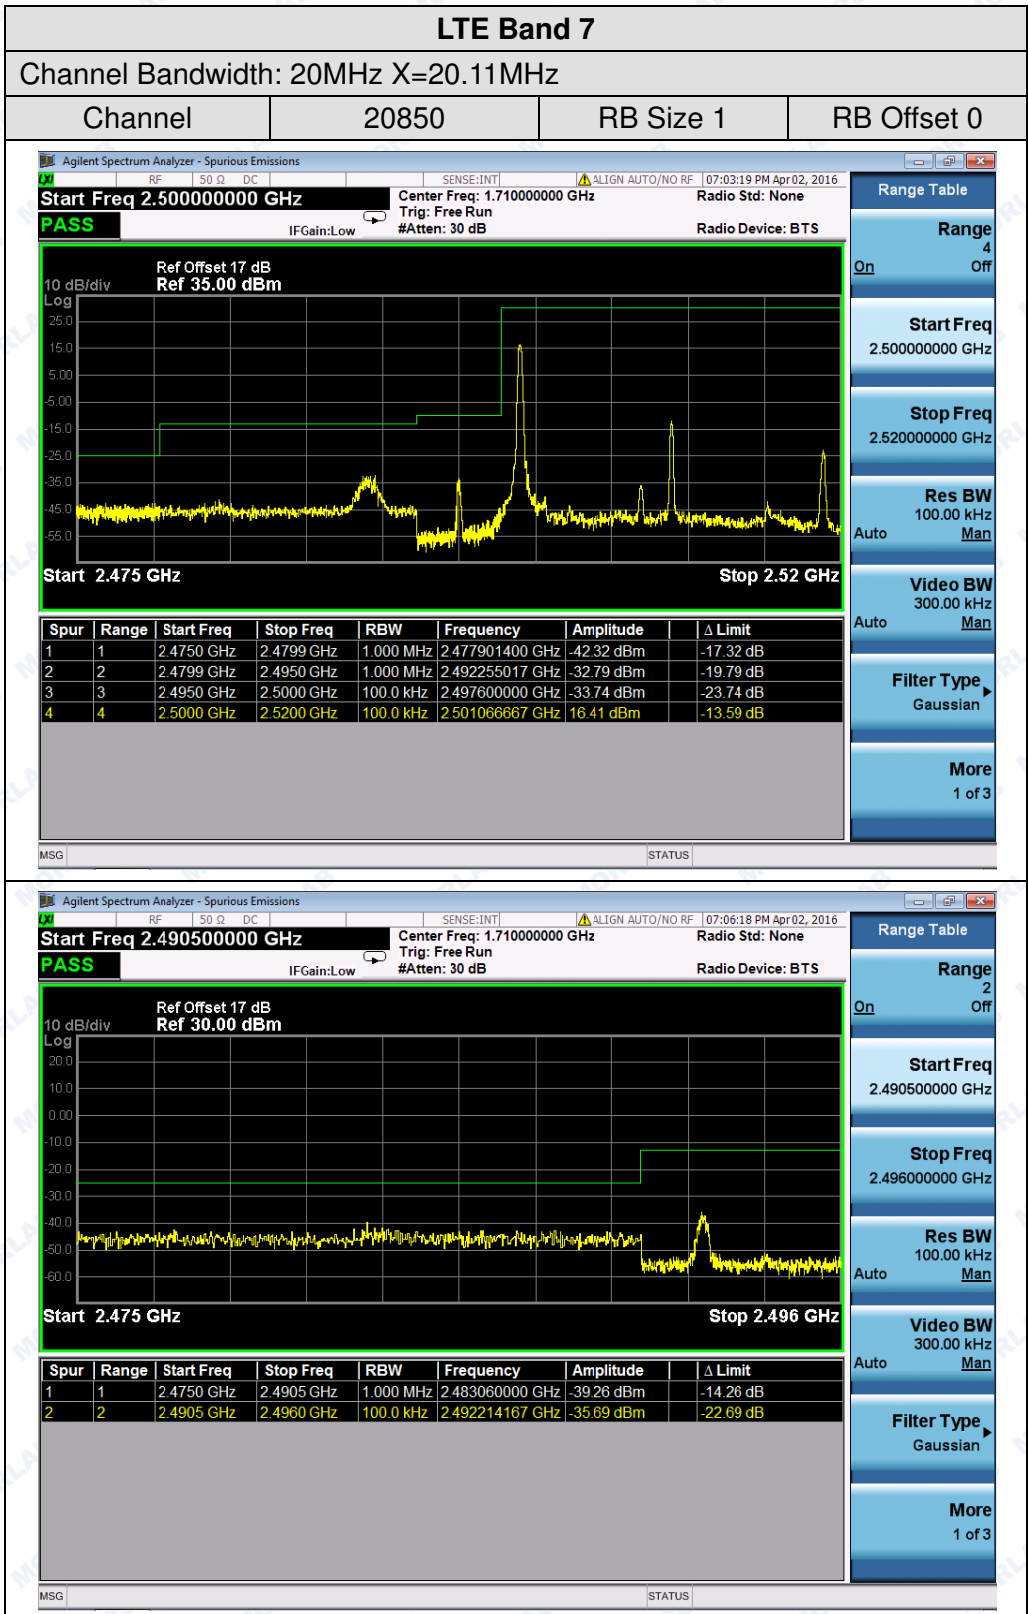 LTE Band 7
Channel Bandwidth: 20MHz X=20.11MHz
Channel 20850 RB Size 1 RB Offset 0
Agilent Spectrum Analyzer - Spurious Emissions
LXI RF 50 Ω DC SENSE:INT ALIGN AUTO/NO RF 07:03:19 PM Apr 02, 2016
Start Freq 2.500000000 GHz
Center Freq: 1.710000000 GHz
Radio Std: None
Trig: Free Run
PASS
IFGain:Low
#Atten: 30 dB
Radio Device: BTS
Ref Offset 17 dB
10 dB/div Ref 35.00 dBm
Log
25.0
15.0
5.00
-5.00
-15.0
-25.0
-35.0
-45.0
-55.0
Start 2.475 GHz Stop 2.52 GHz
Spur Range Start Freq Stop Freq RBW Frequency Amplitude Δ Limit
1 1 2.4750 GHz 2.4799 GHz 1.000 MHz 2.477901400 GHz -42.32 dBm -17.32 dB
2 2 2.4799 GHz 2.4950 GHz 1.000 MHz 2.492255017 GHz -32.79 dBm -19.79 dB
3 3 2.4950 GHz 2.5000 GHz 100.0 kHz 2.497600000 GHz -33.74 dBm -23.74 dB
4 4 2.5000 GHz 2.5200 GHz 100.0 kHz 2.501066667 GHz 16.41 dBm -13.59 dB
MSG STATUS
Range Table
Range
4
On Off
Start Freq
2.500000000 GHz
Stop Freq
2.520000000 GHz
Res BW
100.00 kHz
Auto Man
Video BW
300.00 kHz
Auto Man
Filter Type
Gaussian
More
1 of 3
Agilent Spectrum Analyzer - Spurious Emissions
LXI RF 50 Ω DC SENSE:INT ALIGN AUTO/NO RF 07:06:18 PM Apr 02, 2016
Start Freq 2.490500000 GHz
Center Freq: 1.710000000 GHz
Radio Std: None
Trig: Free Run
PASS
IFGain:Low
#Atten: 30 dB
Radio Device: BTS
Ref Offset 17 dB
10 dB/div Ref 30.00 dBm
Log
20.0
10.0
0.00
-10.0
-20.0
-30.0
-40.0
-50.0
-60.0
Start 2.475 GHz Stop 2.496 GHz
Spur Range Start Freq Stop Freq RBW Frequency Amplitude Δ Limit
1 1 2.4750 GHz 2.4905 GHz 1.000 MHz 2.483060000 GHz -39.26 dBm -14.26 dB
2 2 2.4905 GHz 2.4960 GHz 100.0 kHz 2.492214167 GHz -35.69 dBm -22.69 dB
MSG STATUS
Range Table
Range
2
On Off
Start Freq
2.490500000 GHz
Stop Freq
2.496000000 GHz
Res BW
100.00 kHz
Auto Man
Video BW
300.00 kHz
Auto Man
Filter Type
Gaussian
More
1 of 3